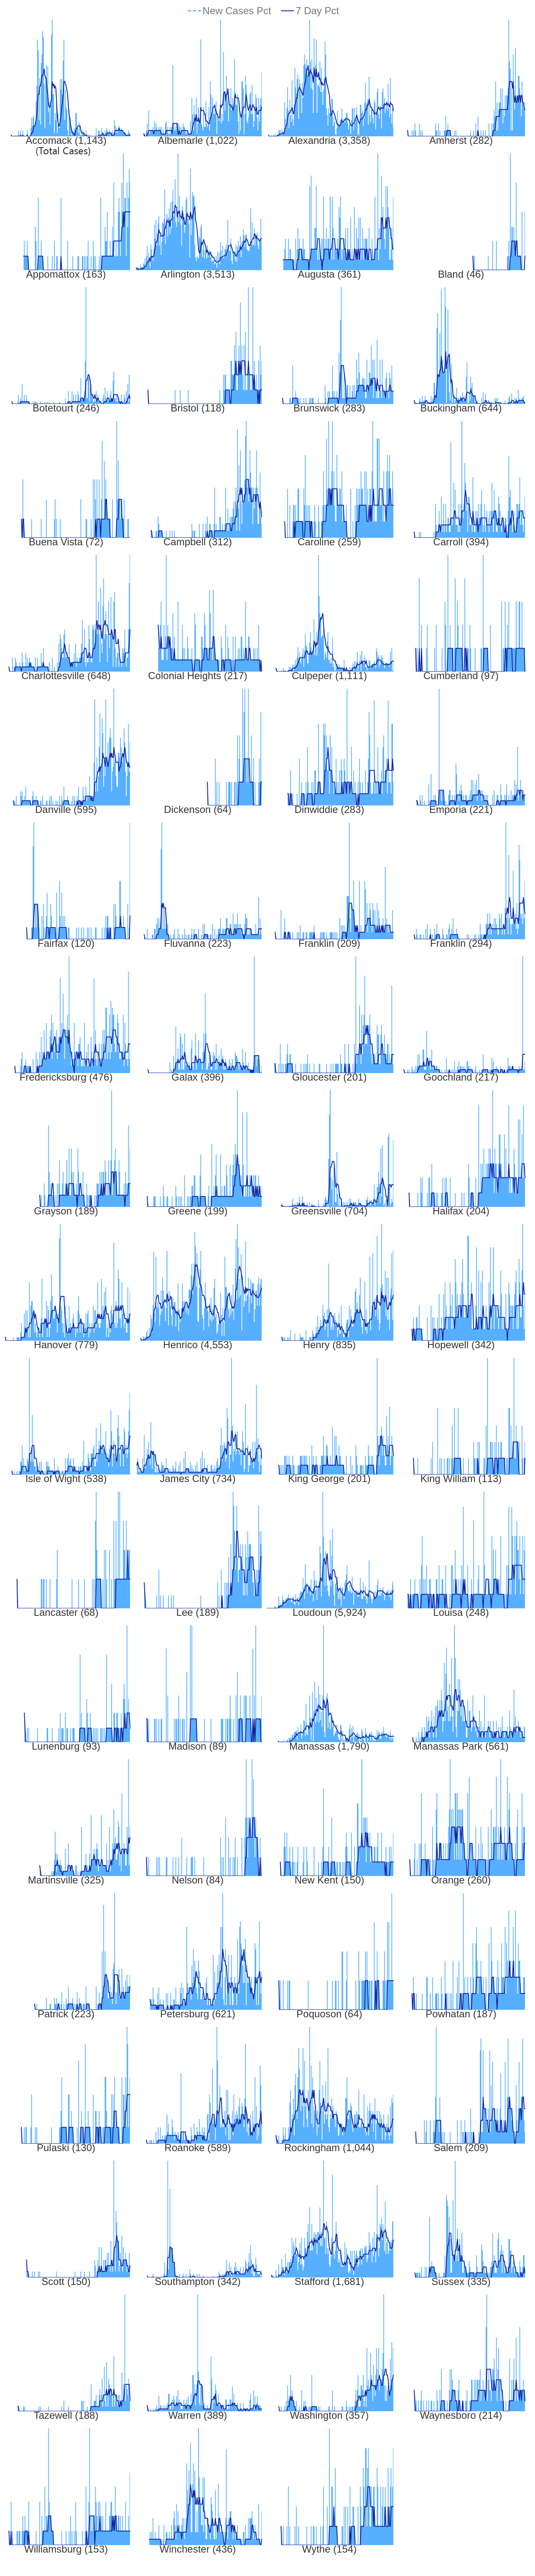 New Cases Pct 7 Day Pct
Accomack (1,143) Albemarle (1,022) Alexandria (3,358) Amherst (282)
(Total Cases)
Appomattox (163) Arlington (3,513) Augusta (361) Bland (46)
Botetourt (246) Bristol (118) Brunswick (283) Buckingham (644)
Buena Vista (72) Campbell (312) Caroline (259) Carroll (394)
Charlottesville (648) Colonial Heights (217) Culpeper (1,111) Cumberland (97)
Danville (595) Dickenson (64) Dinwiddie (283) Emporia (221)
Fairfax (120) Fluvanna (223) Franklin (209) Franklin (294)
Fredericksburg (476) Galax (396) Gloucester (201) Goochland (217)
Grayson (189) Greene (199) Greensville (704) Halifax (204)
Hanover (779) Henrico (4,553) Henry (835) Hopewell (342)
Isle of Wight (538) James City (734) King George (201) King William (113)
Lancaster (68) Lee (189) Loudoun (5,924) Louisa (248)
Lunenburg (93) Madison (89) Manassas (1,790) Manassas Park (561)
Martinsville (325) Nelson (84) New Kent (150) Orange (260)
Patrick (223) Petersburg (621) Poquoson (64) Powhatan (187)
Pulaski (130) Roanoke (589) Rockingham (1,044) Salem (209)
Scott (150) Southampton (342) Stafford (1,681) Sussex (335)
Tazewell (188) Warren (389) Washington (357) Waynesboro (214)
Williamsburg (153) Winchester (436) Wythe (154)